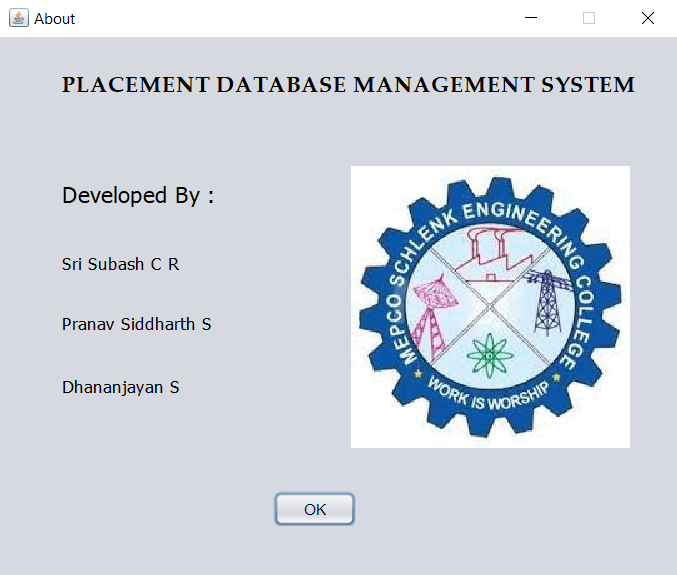 About
PLACEMENT DATABASE MANAGEMENT SYSTEM
Developed By :
Sri Subash C R
Pranav Siddharth S
Dhananjayan S
MEPCO SCHLENK ENGINEERING COLLEGE
WORK IS WORSHIP
OK